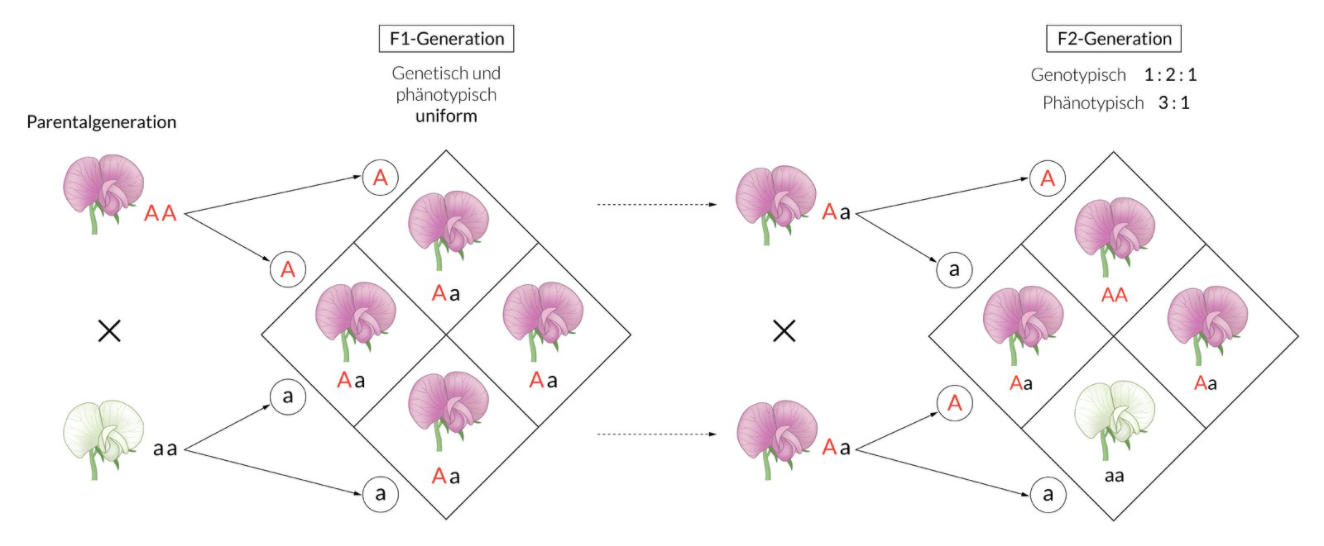 F1-Generation
Genetisch und
phänotypisch
uniform
F2-Generation
Genotypisch 1:2:1
Phänotypisch 3:1
Parentalgeneration
AA
A
A
Aa
Aa
Aa
Aa
aa
a
a
Aa
A
a
AA
Aa
Aa
aa
Aa
A
a